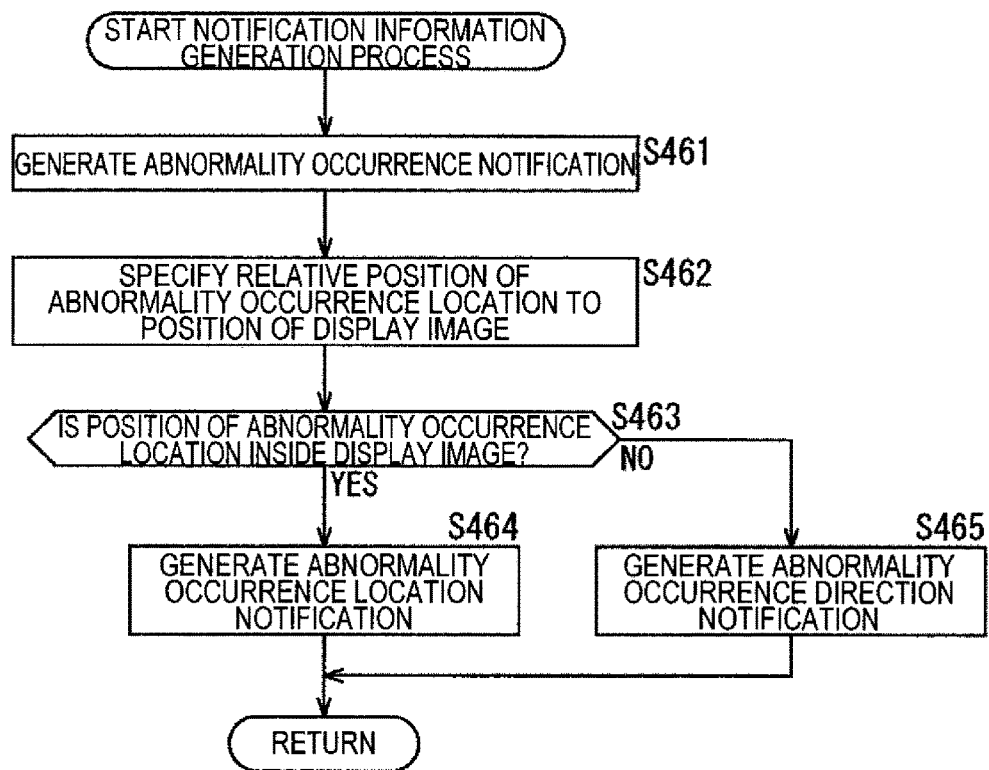 START NOTIFICATION INFORMATION
GENERATION PROCESS
GENERATE ABNORMALITY OCCURRENCE NOTIFICATION
S461
SPECIFY RELATIVE POSITION OF
ABNORMALITY OCCURRENCE LOCATION TO
POSITION OF DISPLAY IMAGE
S462
IS POSITION OF ABNORMALITY OCCURRENCE
LOCATION INSIDE DISPLAY IMAGE?
S463
NO
YES
S464
GENERATE ABNORMALITY
OCCURRENCE LOCATION
NOTIFICATION
S465
GENERATE ABNORMALITY
OCCURRENCE DIRECTION
NOTIFICATION
RETURN